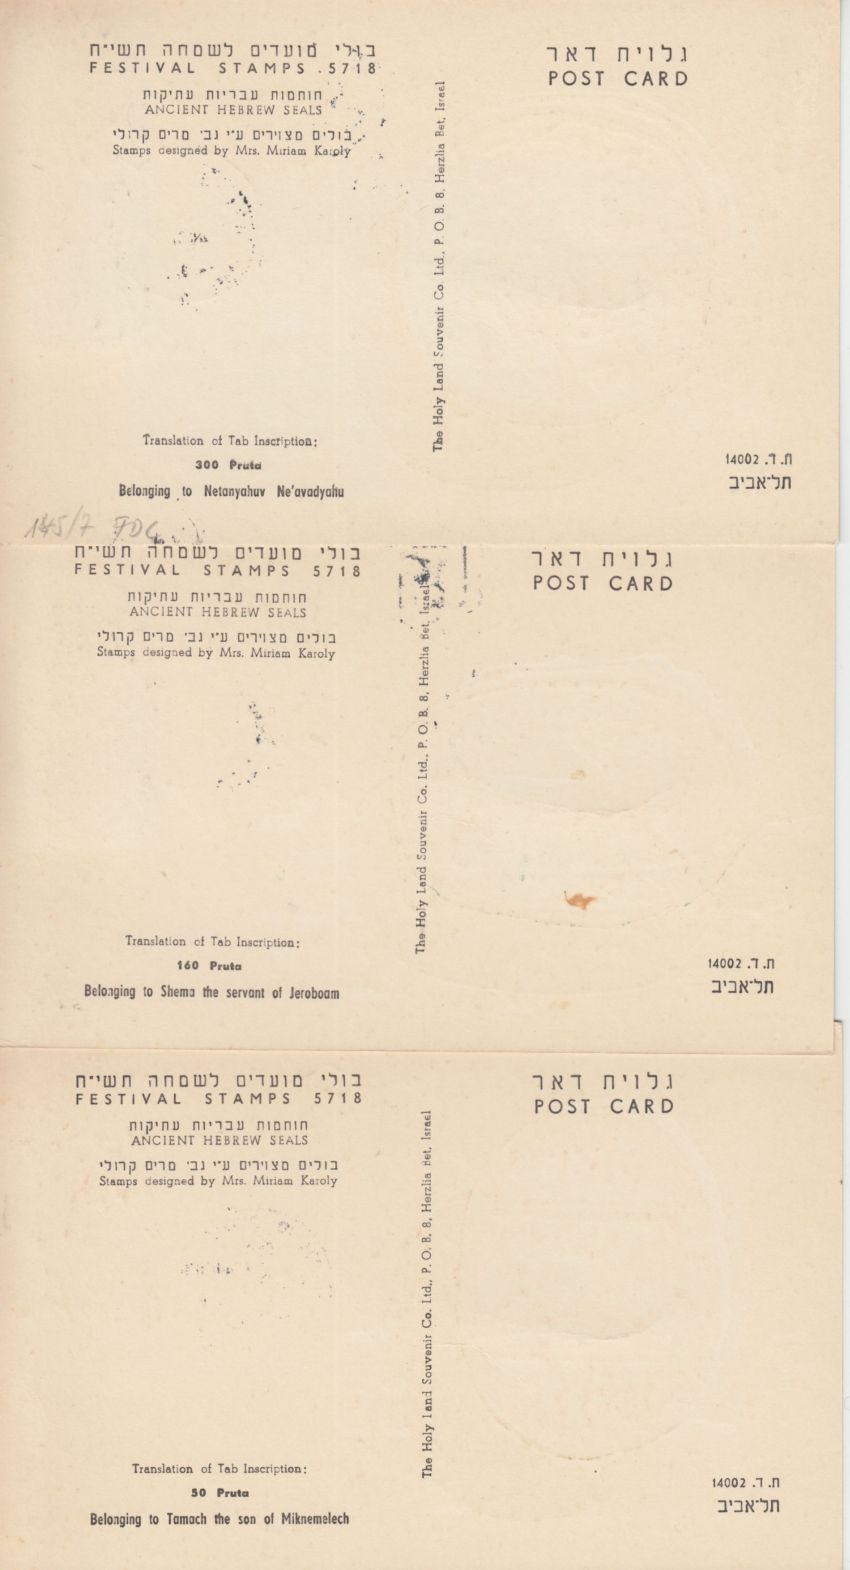 בולי מועדים לשמחה תשי״ח
FESTIVAL STAMPS 5718
חותמות עבריות עתיקות
ANCIENT HEBREW SEALS
בולים מצוירים ע״י גב׳ מרים קרולי
Stamps designed by Mrs. Miriam Karoly
Translation of Tab Inscription:
300 Pruta
Belonging to Netanyahuv Ne'avadyahu
The Holy Land Souvenir Co. Ltd., P. O. B. 8, Herzlia Bet, Israel
גלוית דאר
POST CARD
ת. ד. 14002
תל־אביב
145/7 FDC
בולי מועדים לשמחה תשי״ח
FESTIVAL STAMPS 5718
חותמות עבריות עתיקות
ANCIENT HEBREW SEALS
בולים מצוירים ע״י גב׳ מרים קרולי
Stamps designed by Mrs. Miriam Karoly
Translation of Tab Inscription:
160 Pruta
Belonging to Shema the servant of Jeroboam
The Holy Land Souvenir Co. Ltd., P. O. B. 8, Herzlia Bet, Israel
גלוית דאר
POST CARD
ת. ד. 14002
תל־אביב
בולי מועדים לשמחה תשי״ח
FESTIVAL STAMPS 5718
חותמות עבריות עתיקות
ANCIENT HEBREW SEALS
בולים מצוירים ע״י גב׳ מרים קרולי
Stamps designed by Mrs. Miriam Karoly
Translation of Tab Inscription:
50 Pruta
Belonging to Tamach the son of Miknemelech
The Holy Land Souvenir Co. Ltd., P. O. B. 8, Herzlia Bet, Israel
גלוית דאר
POST CARD
ת. ד. 14002
תל־אביב